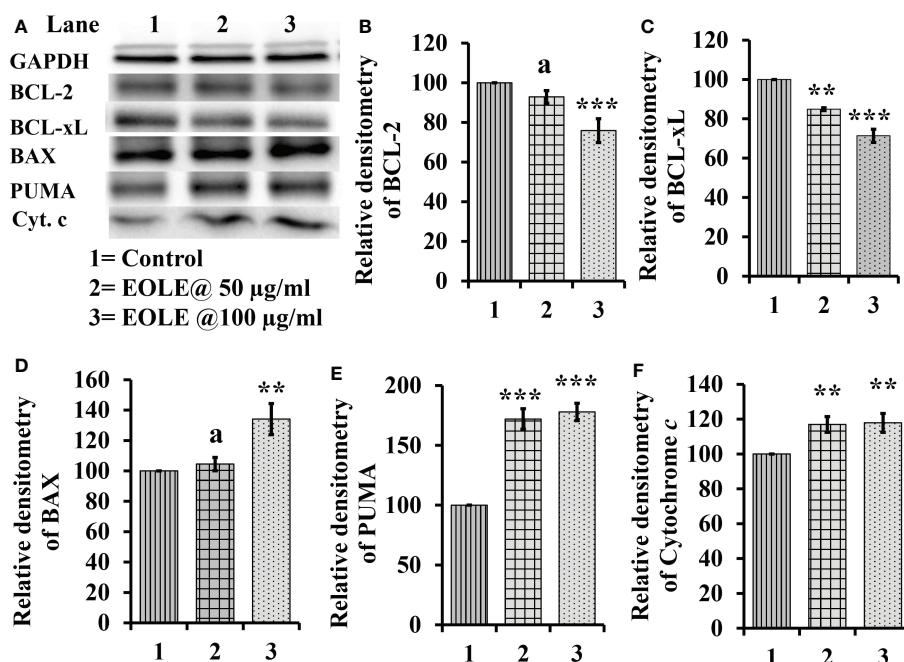 A Lane 1 2 3
GAPDH
BCL-2
BCL-xL
BAX
PUMA
Cyt. c
1= Control
2= EOLE@ 50 µg/ml
3= EOLE @100 µg/ml
B
Relative densitometry
of BCL-2
120
100
80
60
40
20
0
a
***
1 2 3
C
Relative densitometry
of BCL-xL
120
100
80
60
40
20
0
**
***
1 2 3
D
Relative densitometry
of BAX
160
140
120
100
80
60
40
20
0
a
**
1 2 3
E
Relative densitometry
of PUMA
200
150
100
50
0
***
***
1 2 3
F
Relative densitometry
of Cytochrome c
140
120
100
80
60
40
20
0
**
**
1 2 3